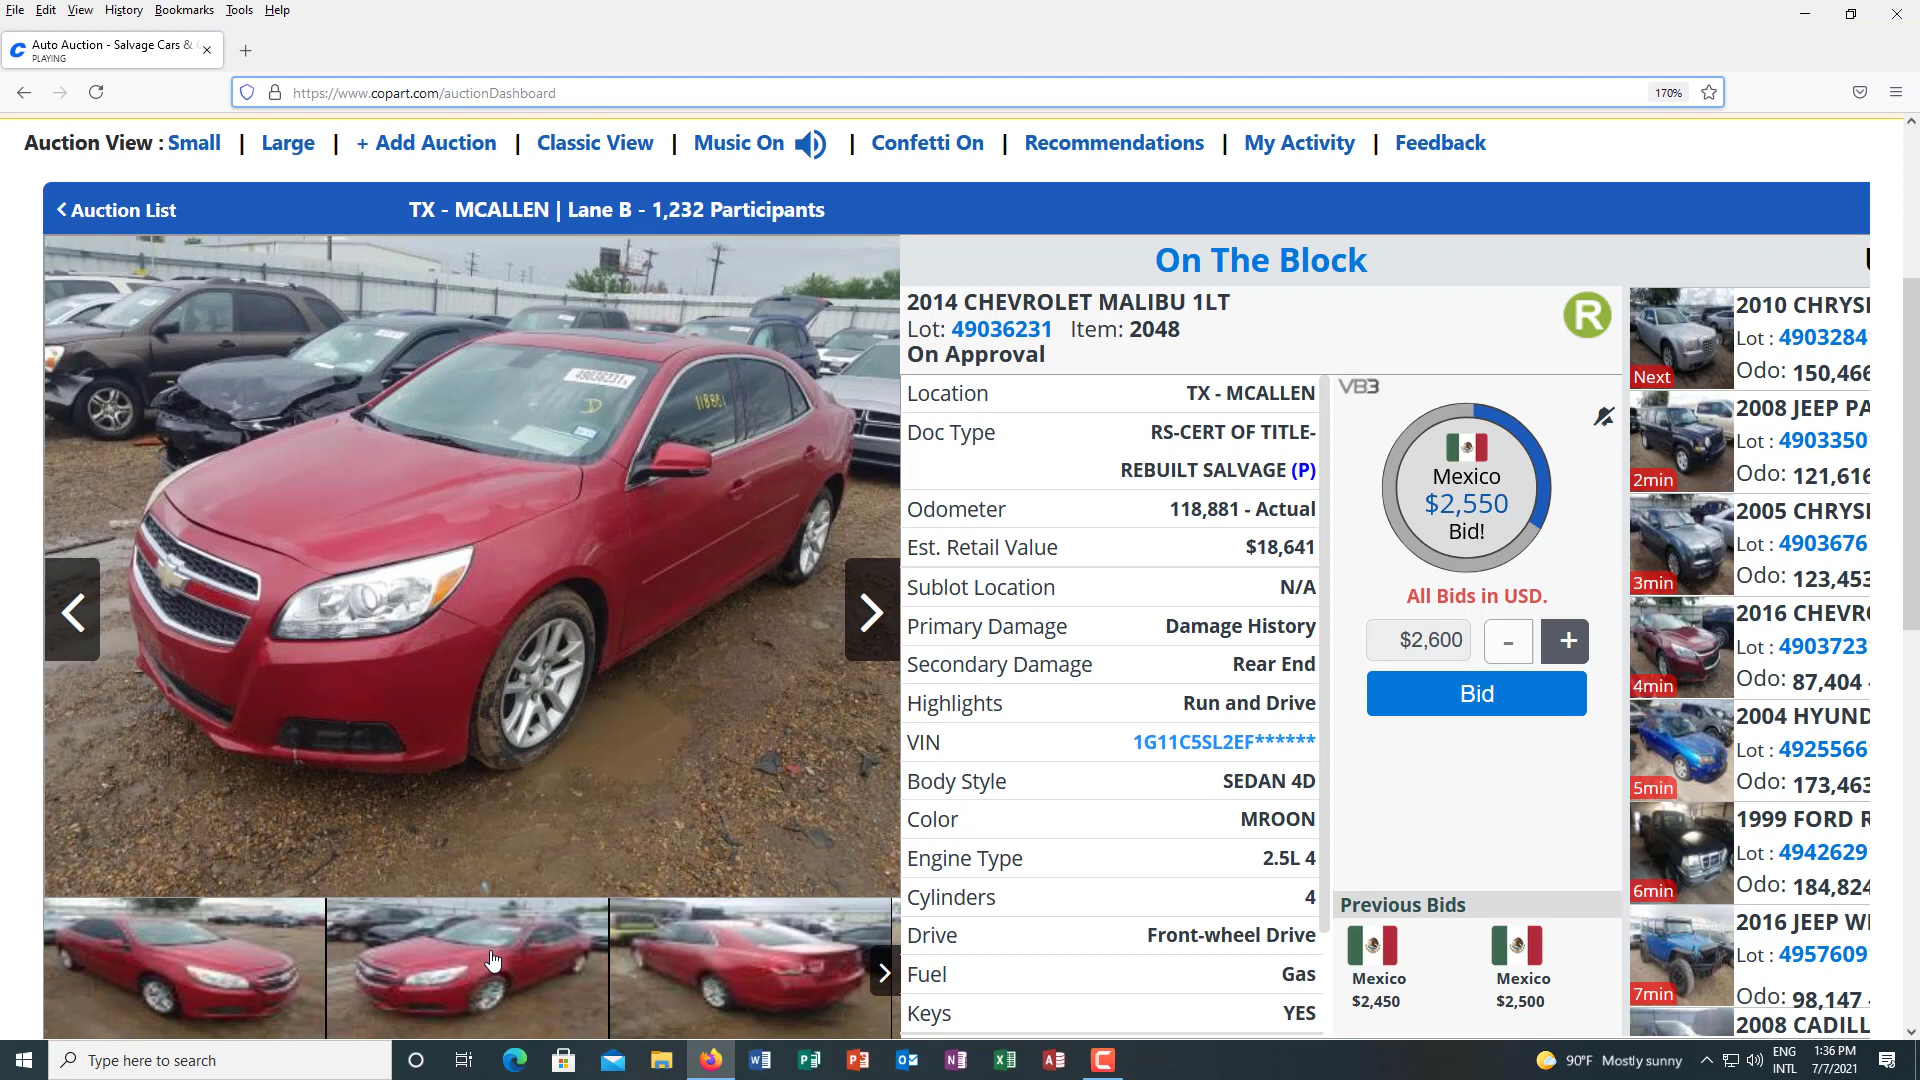 File Edit View History Bookmarks Tools Help
Auto Auction - Salvage Cars &
PLAYING
https://www.copart.com/auctionDashboard
170%
Auction View : Small | Large | + Add Auction | Classic View | Music On | Confetti On | Recommendations | My Activity | Feedback
Auction List
TX - MCALLEN | Lane B - 1,232 Participants
49036231
D
118881
On The Block
2014 CHEVROLET MALIBU 1LT
Lot: 49036231 Item: 2048
On Approval
R
Location TX - MCALLEN
Doc Type RS-CERT OF TITLE-
REBUILT SALVAGE (P)
Odometer 118,881 - Actual
Est. Retail Value $18,641
Sublot Location N/A
Primary Damage Damage History
Secondary Damage Rear End
Highlights Run and Drive
VIN 1G11C5SL2EF******
Body Style SEDAN 4D
Color MROON
Engine Type 2.5L 4
Cylinders 4
Drive Front-wheel Drive
Fuel Gas
Keys YES
VB3
Mexico
$2,550
Bid!
All Bids in USD.
$2,600 - +
Bid
Previous Bids
Mexico
$2,450
Mexico
$2,500
2010 CHRYS
Lot : 4903284
Odo: 150,466
Next
2008 JEEP PA
Lot : 4903350
Odo: 121,616
2min
2005 CHRYS
Lot : 4903676
Odo: 123,453
3min
2016 CHEVR
Lot : 4903723
Odo: 87,404 -
4min
2004 HYUND
Lot : 4925566
Odo: 173,463
5min
1999 FORD R
Lot : 4942629
Odo: 184,824
6min
2016 JEEP W
Lot : 4957609
Odo: 98,147 -
7min
2008 CADILL
Type here to search
90°F Mostly sunny
ENG
INTL
1:36 PM
7/7/2021